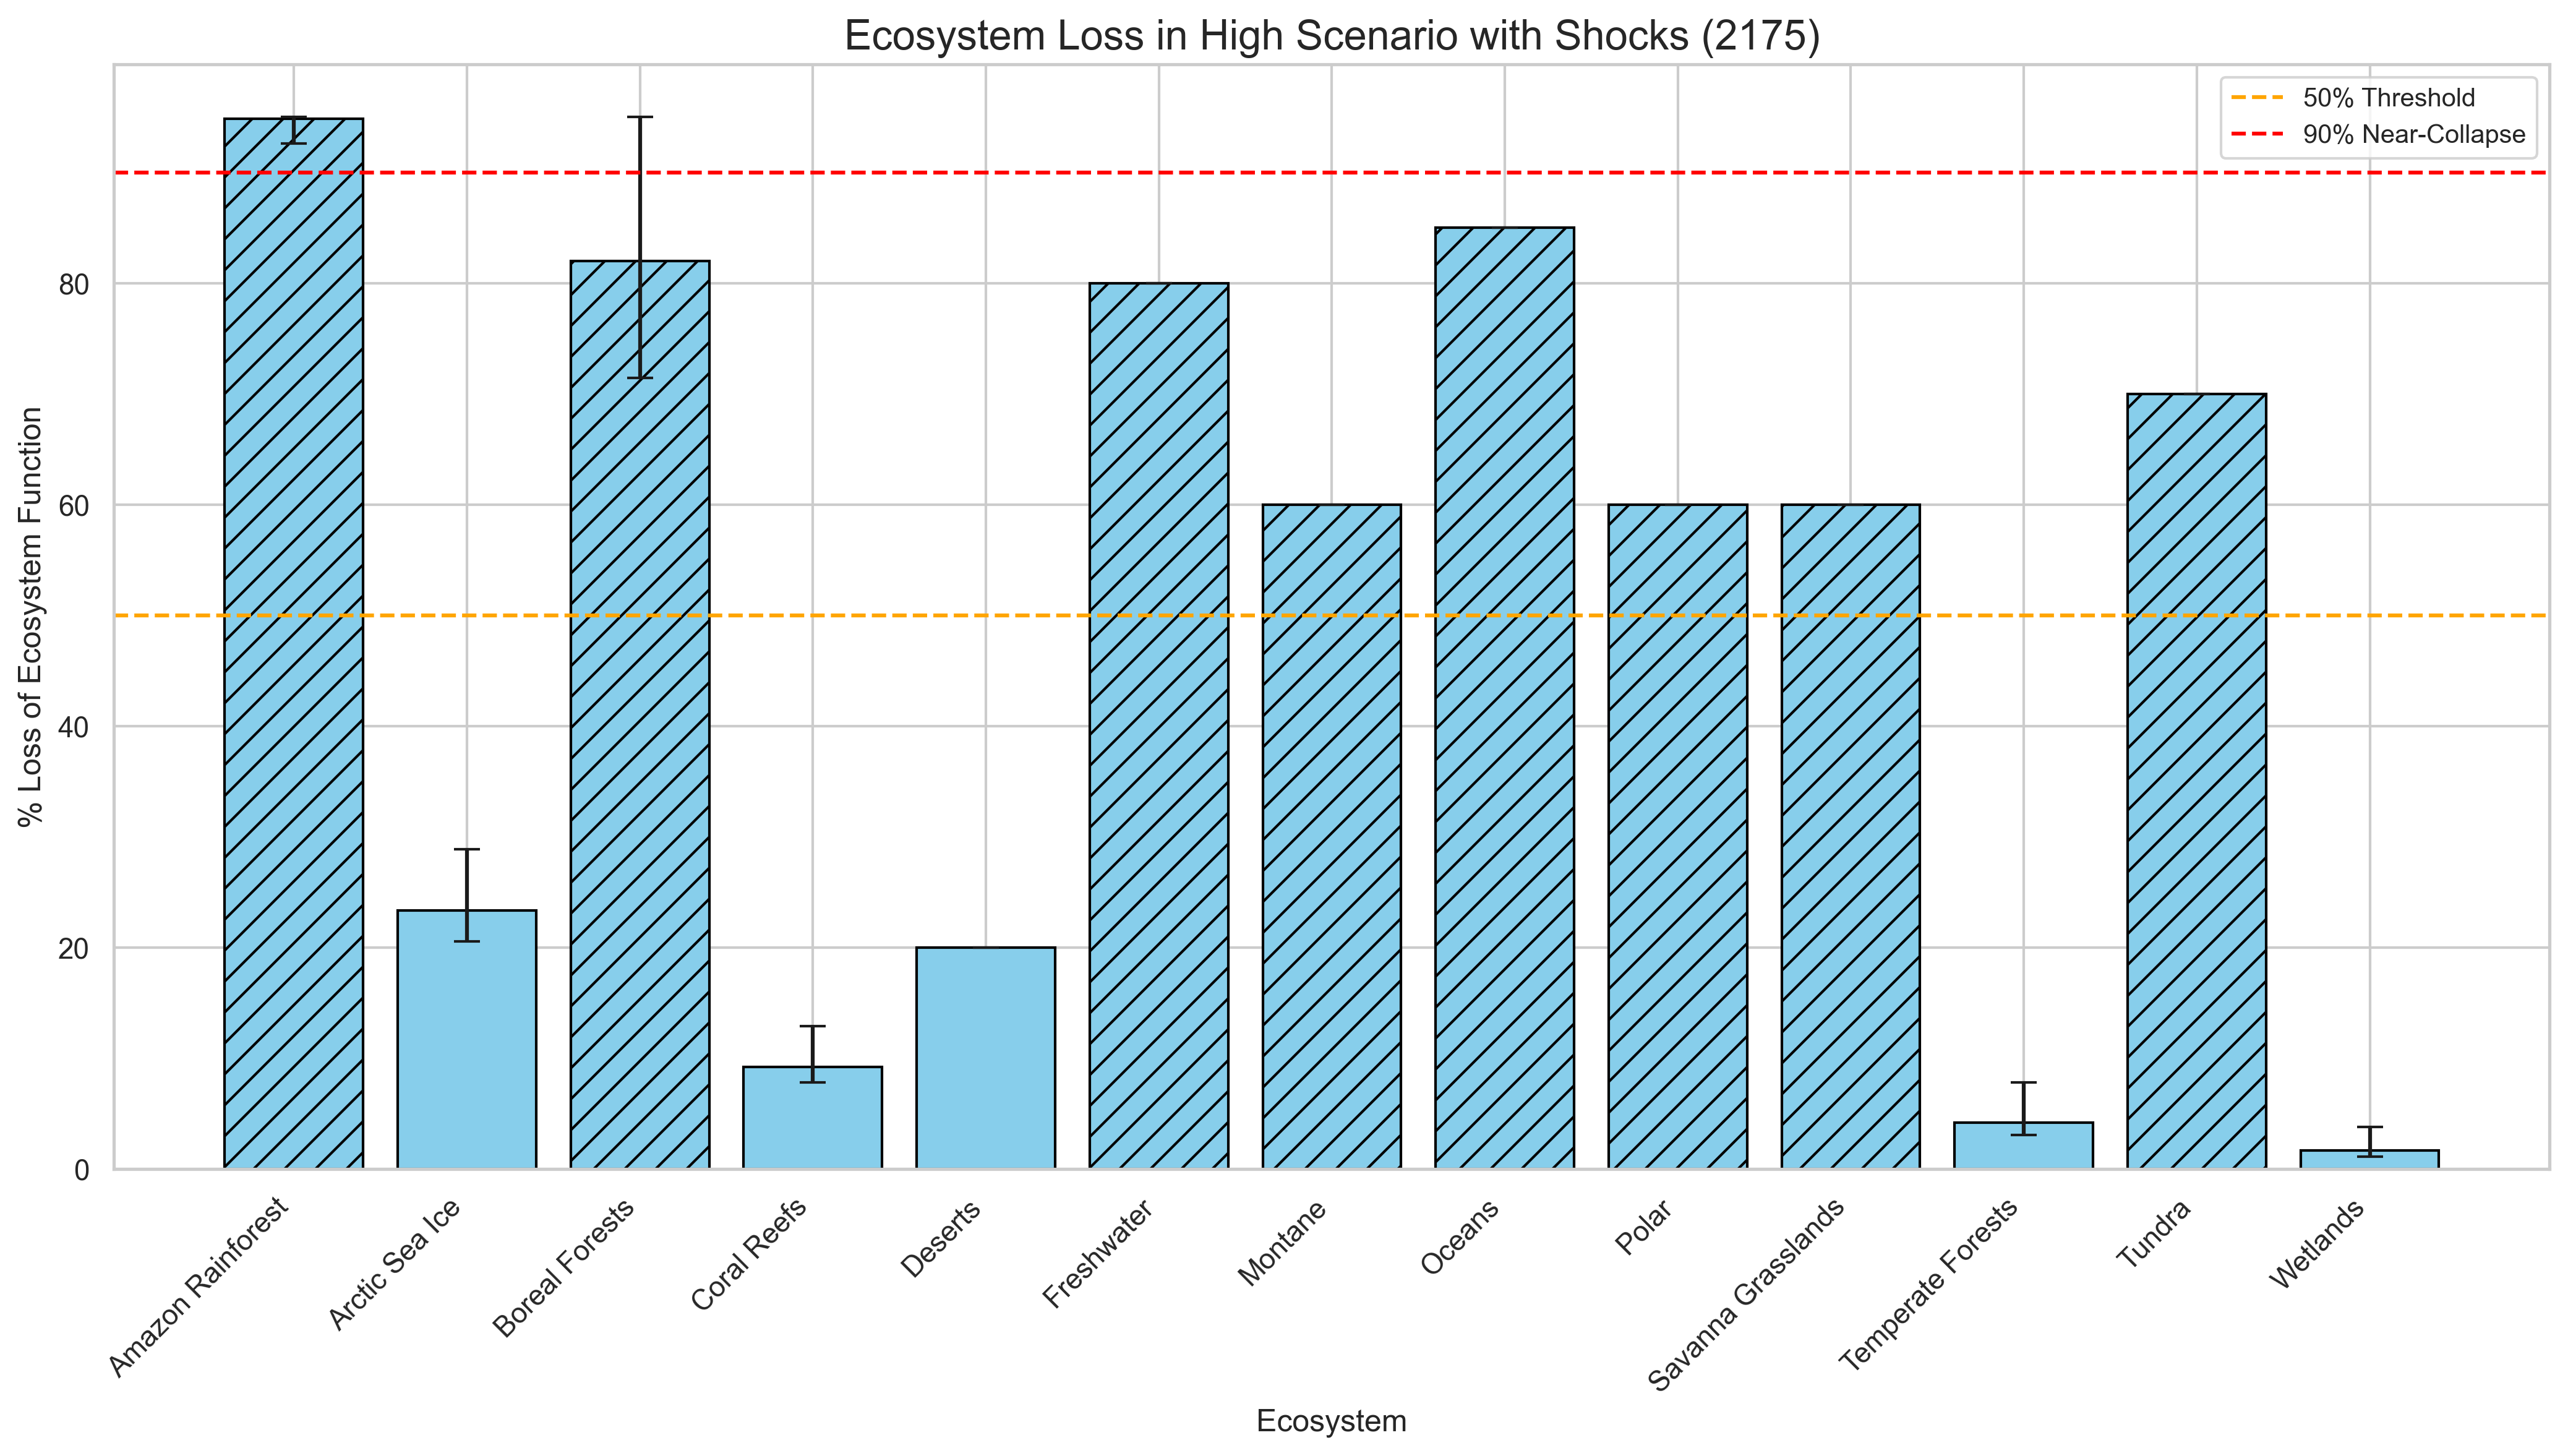 Ecosystem Loss in High Scenario with Shocks (2175)
50% Threshold
90% Near-Collapse
% Loss of Ecosystem Function
80
60
40
20
0
Amazon Rainforest
Arctic Sea Ice
Boreal Forests
Coral Reefs
Deserts
Freshwater
Montane
Oceans
Polar
Savanna Grasslands
Temperate Forests
Tundra
Wetlands
Ecosystem